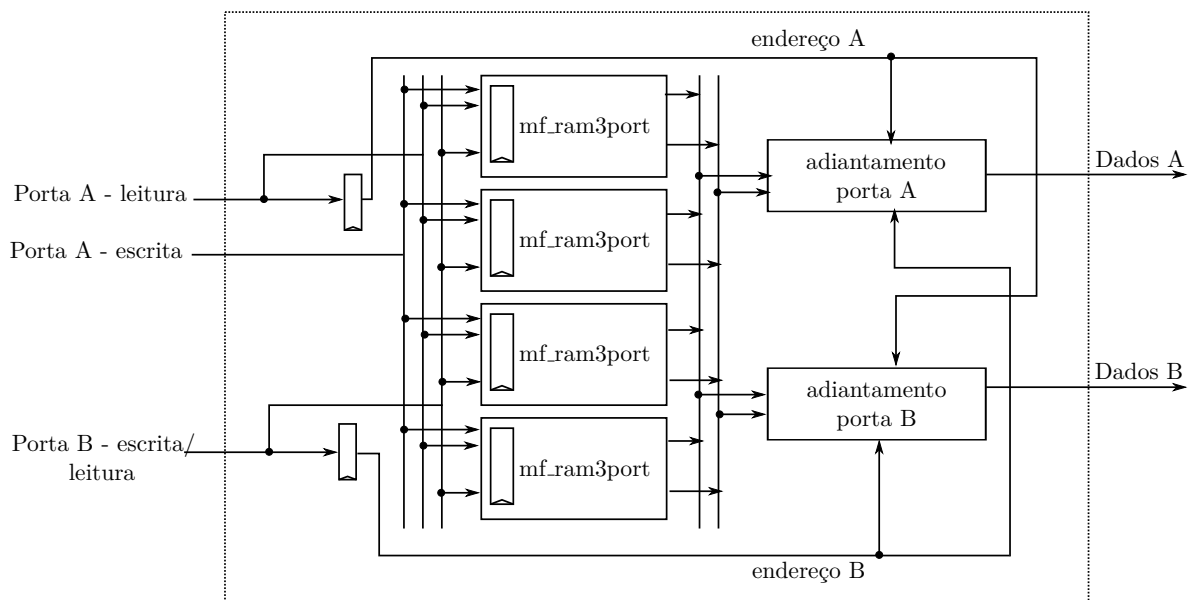 endereço A
mf_ram3port
adiantamento
porta A
Dados A
Porta A - leitura
mf_ram3port
Porta A - escrita
mf_ram3port
Dados B
adiantamento
porta B
Porta B - escrita/
leitura
mf_ram3port
endereço B